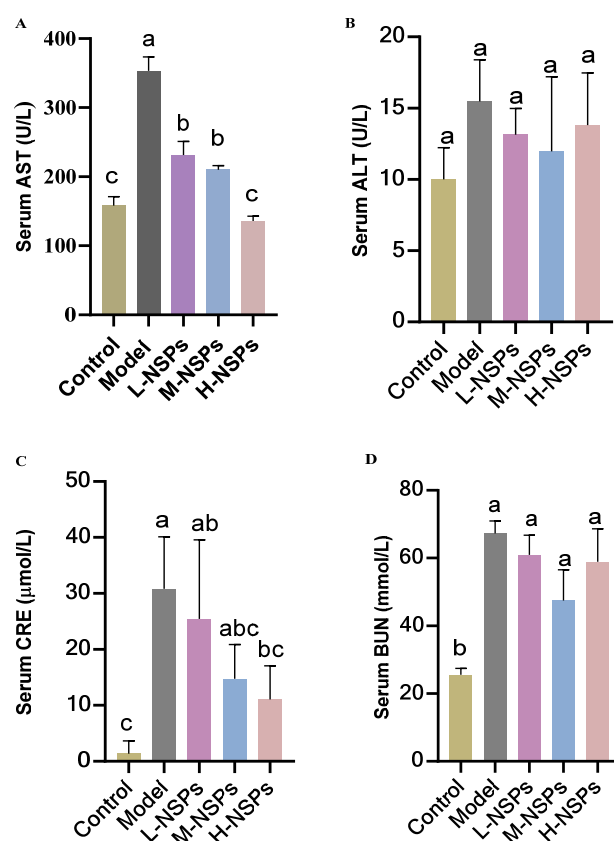 A
Serum AST (U/L)
400
300
200
100
0
c
a
b
b
c
Control
Model
L-NSPs
M-NSPs
H-NSPs
B
Serum ALT (U/L)
20
15
10
5
0
a
a
a
a
a
Control
Model
L-NSPs
M-NSPs
H-NSPs
C
Serum CRE (μmol/L)
50
40
30
20
10
0
c
a
ab
abc
bc
Control
Model
L-NSPs
M-NSPs
H-NSPs
D
Serum BUN (mmol/L)
80
60
40
20
0
b
a
a
a
a
Control
Model
L-NSPs
M-NSPs
H-NSPs